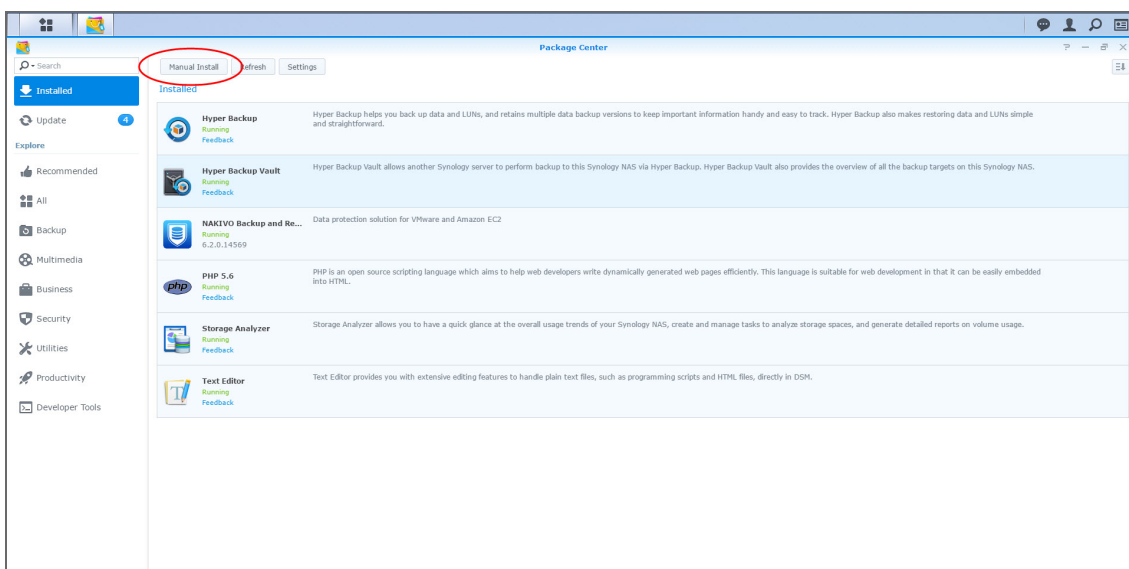 Package Center
Search
Manual Install
Refresh
Settings
Installed
Installed
Update
4
Explore
Recommended
All
Backup
Multimedia
Business
Security
Utilities
Productivity
Developer Tools
Hyper Backup
Running
Feedback
Hyper Backup helps you back up data and LUNs, and retains multiple data backup versions to keep important information handy and easy to track. Hyper Backup also makes restoring data and LUNs simple
and straightforward.
Hyper Backup Vault
Running
Feedback
Hyper Backup Vault allows another Synology server to perform backup to this Synology NAS via Hyper Backup. Hyper Backup Vault also provides the overview of all the backup targets on this Synology NAS.
NAKIVO Backup and Re...
Running
6.2.0.14569
Data protection solution for VMware and Amazon EC2
php
PHP 5.6
Running
Feedback
PHP is an open source scripting language which aims to help web developers write dynamically generated web pages efficiently. This language is suitable for web development in that it can be easily embedded
into HTML.
Storage Analyzer
Running
Feedback
Storage Analyzer allows you to have a quick glance at the overall usage trends of your Synology NAS, create and manage tasks to analyze storage spaces, and generate detailed reports on volume usage.
Text Editor
Running
Feedback
Text Editor provides you with extensive editing features to handle plain text files, such as programming scripts and HTML files, directly in DSM.